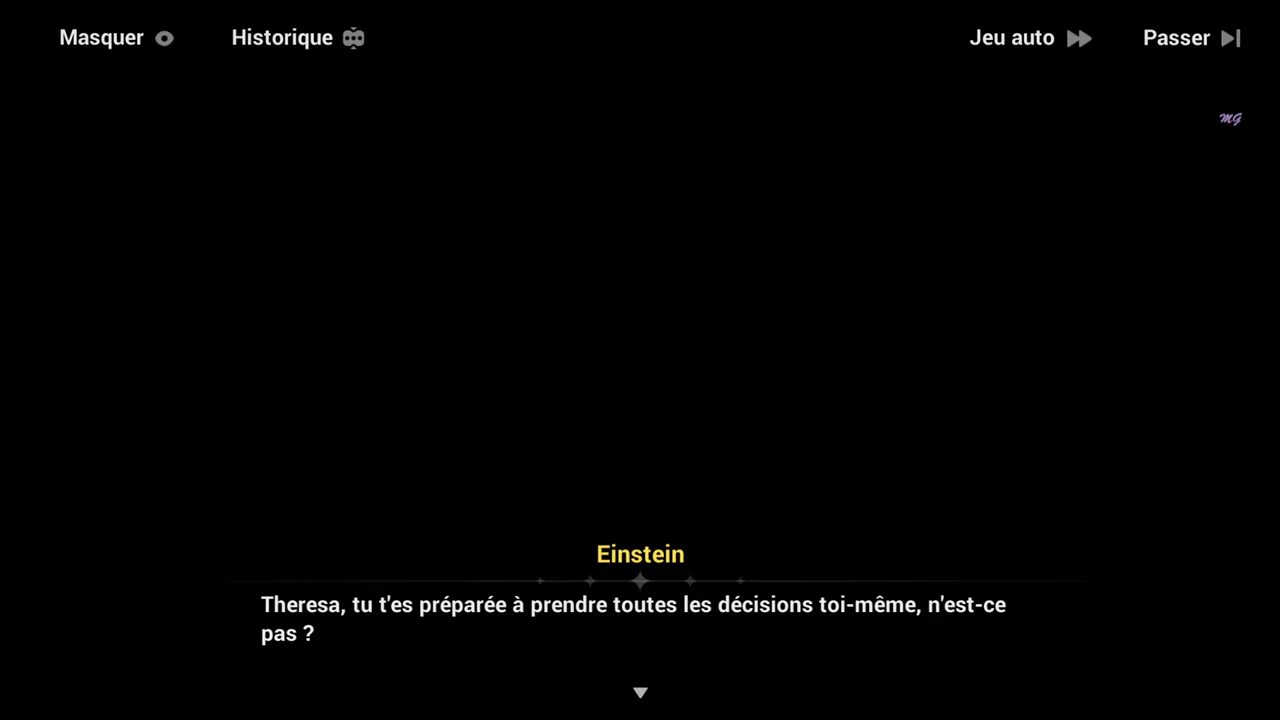 Masquer
Historique
Jeu auto
Passer
MG
Einstein
Theresa, tu t'es préparée à prendre toutes les décisions toi-même, n'est-ce
pas ?